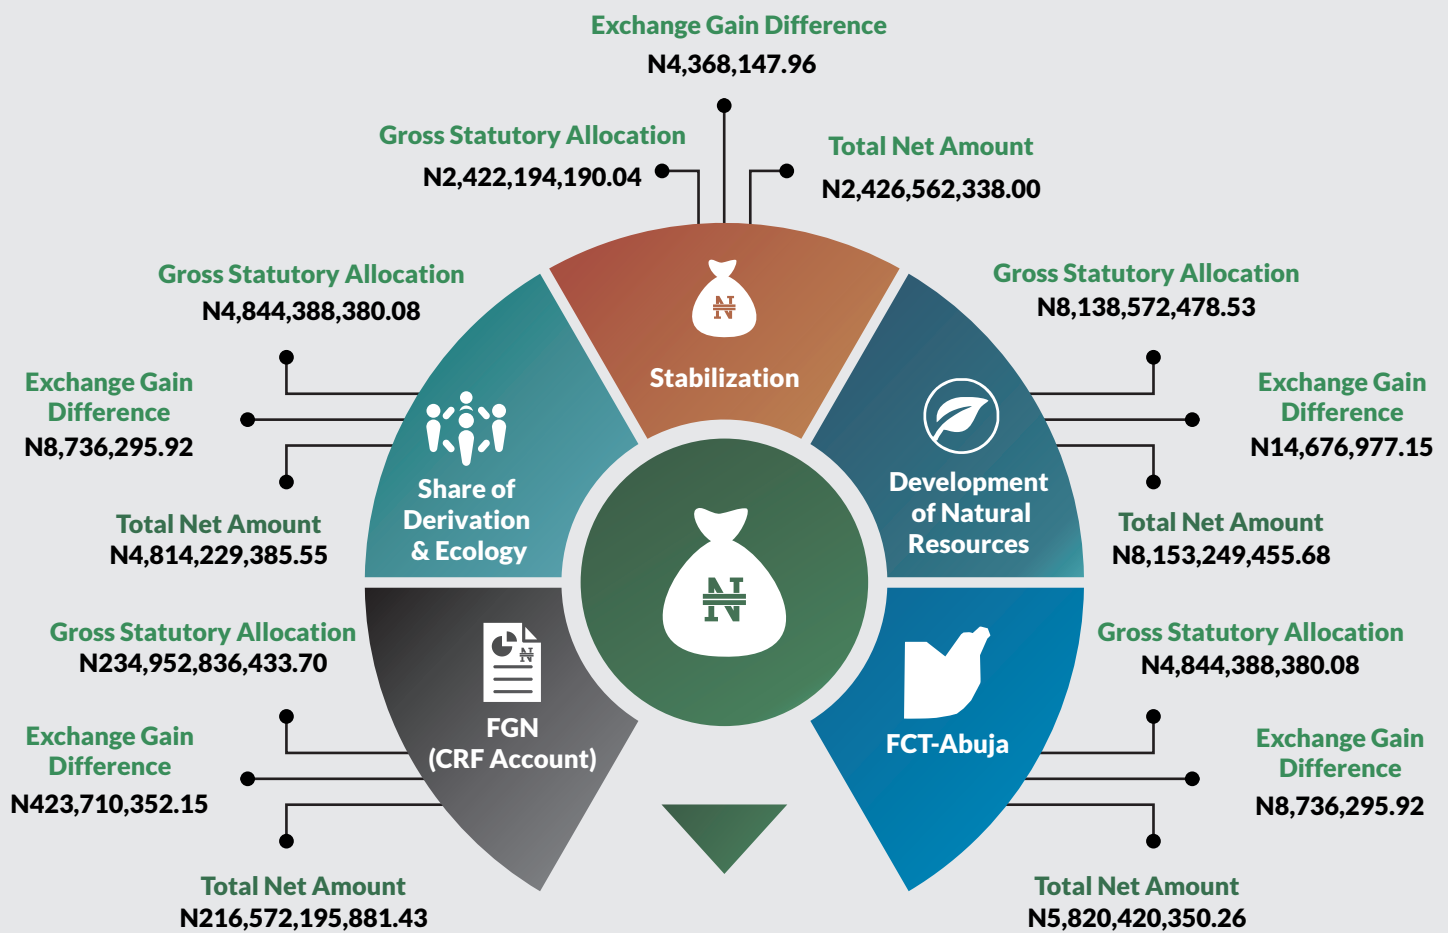 Exchange Gain Difference
N4,368,147.96
Gross Statutory Allocation
N2,422,194,190.04
Total Net Amount
N2,426,562,338.00
Stabilization
Gross Statutory Allocation
N4,844,388,380.08
Exchange Gain
Difference
N8,736,295.92
Total Net Amount
N4,814,229,385.55
Share of
Derivation
& Ecology
Gross Statutory Allocation
N8,138,572,478.53
Exchange Gain
Difference
N14,676,977.15
Total Net Amount
N8,153,249,455.68
Development
of Natural
Resources
Gross Statutory Allocation
N234,952,836,433.70
Exchange Gain
Difference
N423,710,352.15
Total Net Amount
N216,572,195,881.43
FGN
(CRF Account)
Gross Statutory Allocation
N4,844,388,380.08
Exchange Gain
Difference
N8,736,295.92
Total Net Amount
N5,820,420,350.26
FCT-Abuja